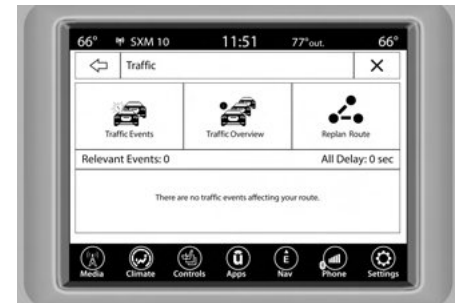 66° SXM 10 11:51 77°out. 66°
Traffic
Traffic Events Traffic Overview Replan Route
Relevant Events: 0 All Delay: 0 sec
There are no traffic events affecting your route.
û E
Media Climate Controls Apps Nav Phone Settings